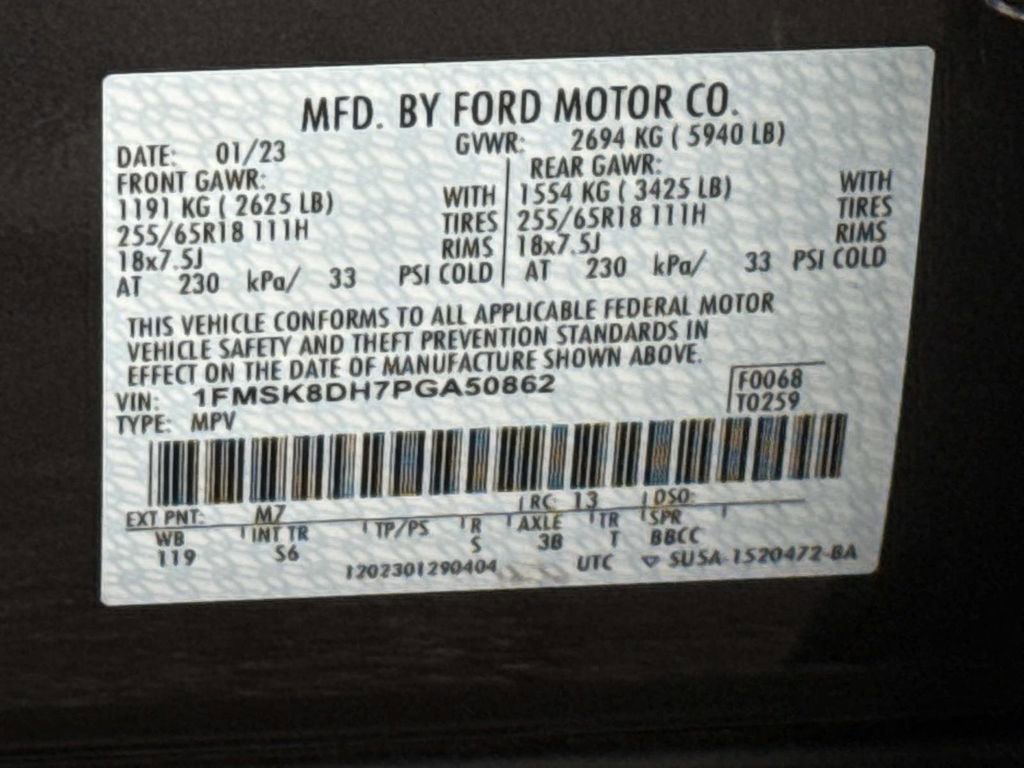 MFD. BY FORD MOTOR CO.
DATE: 01/23 GVWR: 2694 KG ( 5940 LB)
FRONT GAWR: REAR GAWR:
1191 KG ( 2625 LB) WITH 1554 KG ( 3425 LB) WITH
255/65R18 111H TIRES 255/65R18 111H TIRES
18x7.5J RIMS 18x7.5J RIMS
AT 230 kPa/ 33 PSI COLD AT 230 kPa/ 33 PSI COLD
THIS VEHICLE CONFORMS TO ALL APPLICABLE FEDERAL MOTOR
VEHICLE SAFETY AND THEFT PREVENTION STANDARDS IN
EFFECT ON THE DATE OF MANUFACTURE SHOWN ABOVE.
VIN: 1FMSK8DH7PGA50862 F0068
TYPE: MPV T0259
EXT PNT: M7 RC: 13 DSO:
WB INT TR TP/PS R AXLE TR SPR
119 S6 S 3B T BBCC
1202301290404 UTC ▽ SU5A-1520472-BA